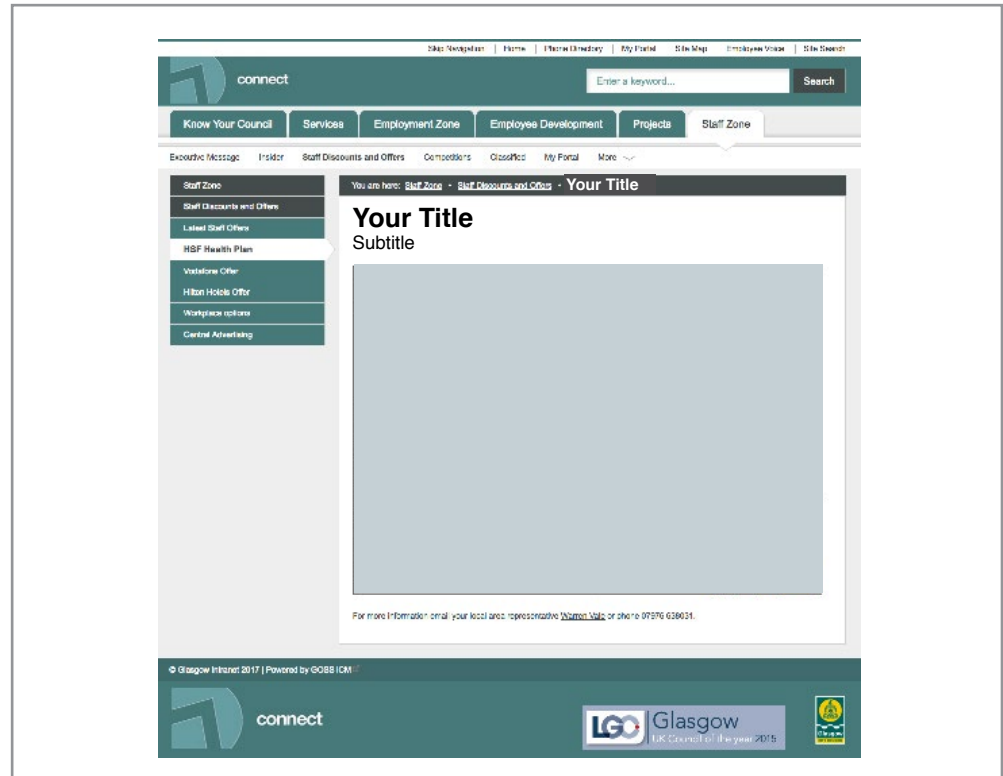 Skip Navigation | Home | Phone Directory | My Portal Site Map Employee Voice | Site Search
connect
Enter a keyword... Search
Know Your Council Services Employment Zone Employee Development Projects Staff Zone
Executive Message Insider Staff Discounts and Offers Competitions Classified My Portal More
Staff Zone
Staff Discounts and Offers
Latest Staff Offers
HSF Health Plan
Vodafone Offer
Hilton Hotels Offer
Workplace options
Central Advertising
You are here: Staff Zone • Staff Discounts and Offers • Your Title
Your Title
Subtitle
For more information email your local area representative Warren Vale or phone 07976 638031.
© Glasgow Intranet 2017 | Powered by GOSS ICM
connect
LGC Glasgow
UK Council of the year 2015
Glasgow